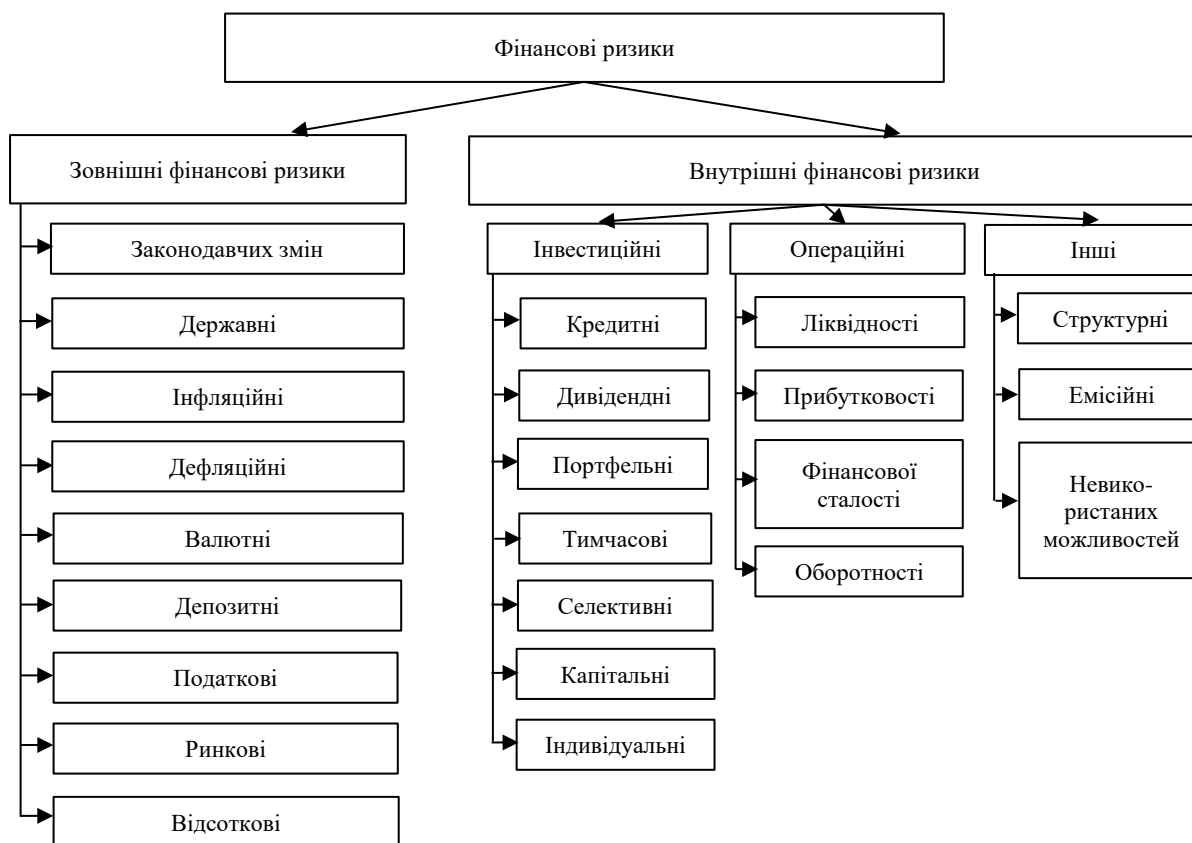 Фінансові ризики
Зовнішні фінансові ризики
Законодавчих змін
Державні
Інфляційні
Дефляційні
Валютні
Депозитні
Податкові
Ринкові
Відсоткові
Внутрішні фінансові ризики
Інвестиційні
Кредитні
Дивідендні
Портфельні
Тимчасові
Селективні
Капітальні
Індивідуальні
Операційні
Ліквідності
Прибутковості
Фінансової
сталості
Оборотності
Інші
Структурні
Емісійні
Невико-
ристаних
можливостей